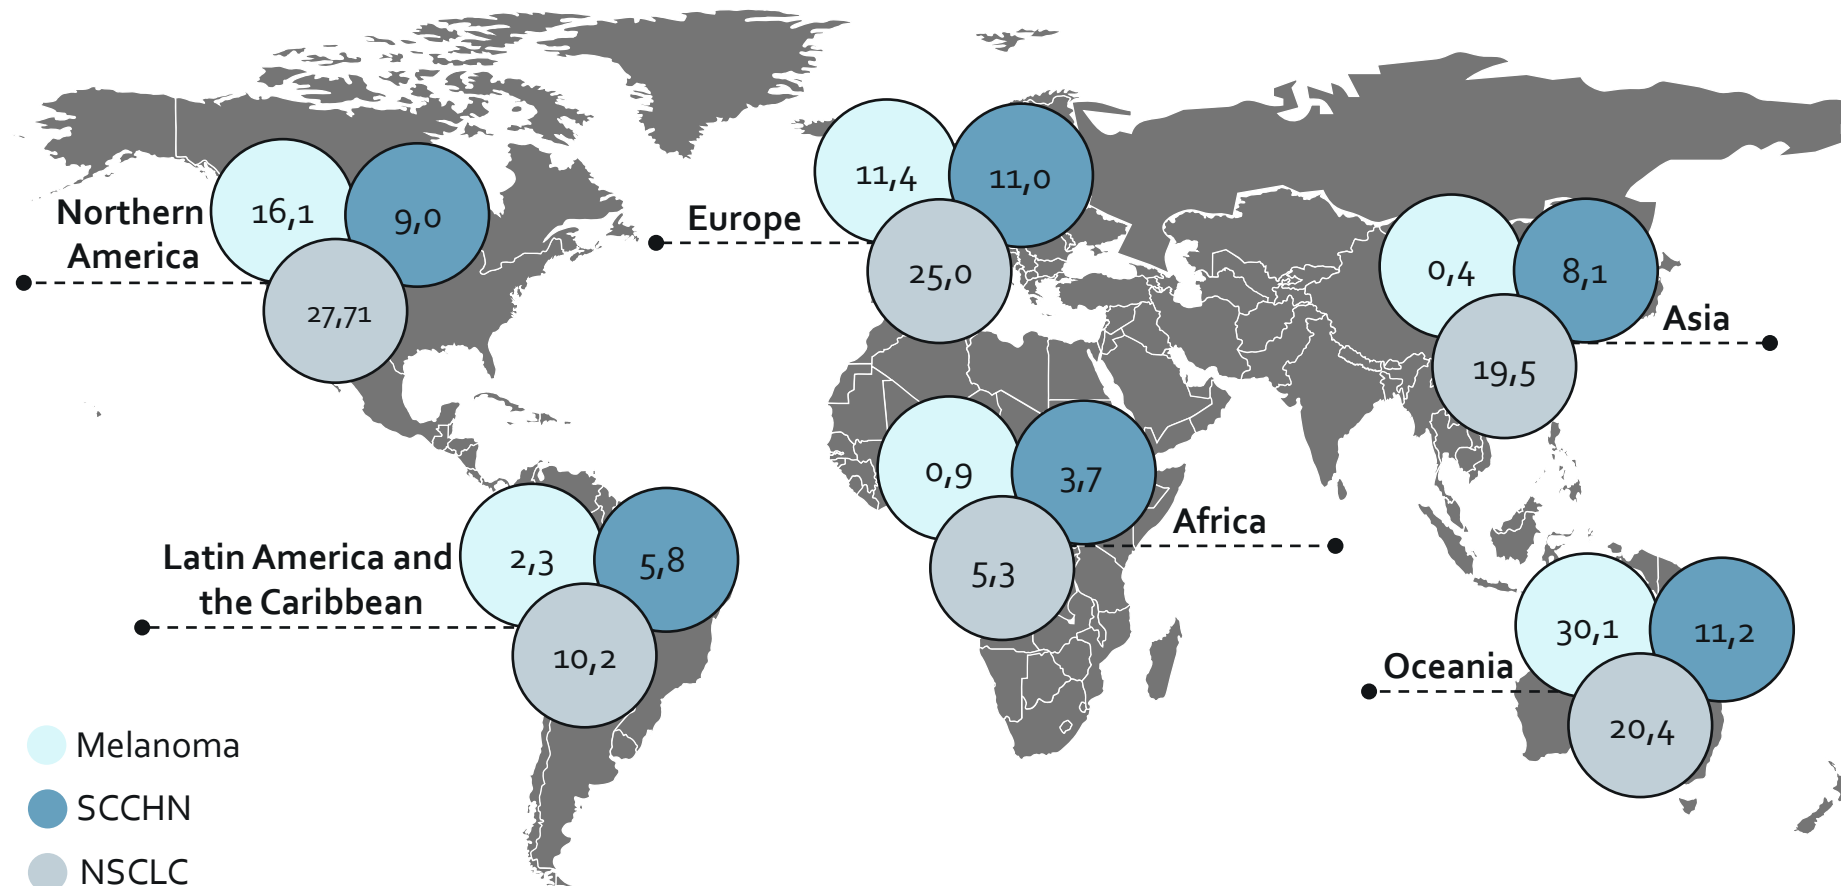 Northern
America
16,1
9,0
27,71
Europe
11,4
11,0
25,0
Asia
0,4
8,1
19,5
Africa
0,9
3,7
5,3
Latin America and
the Caribbean
2,3
5,8
10,2
Oceania
30,1
11,2
20,4
Melanoma
SCCHN
NSCLC